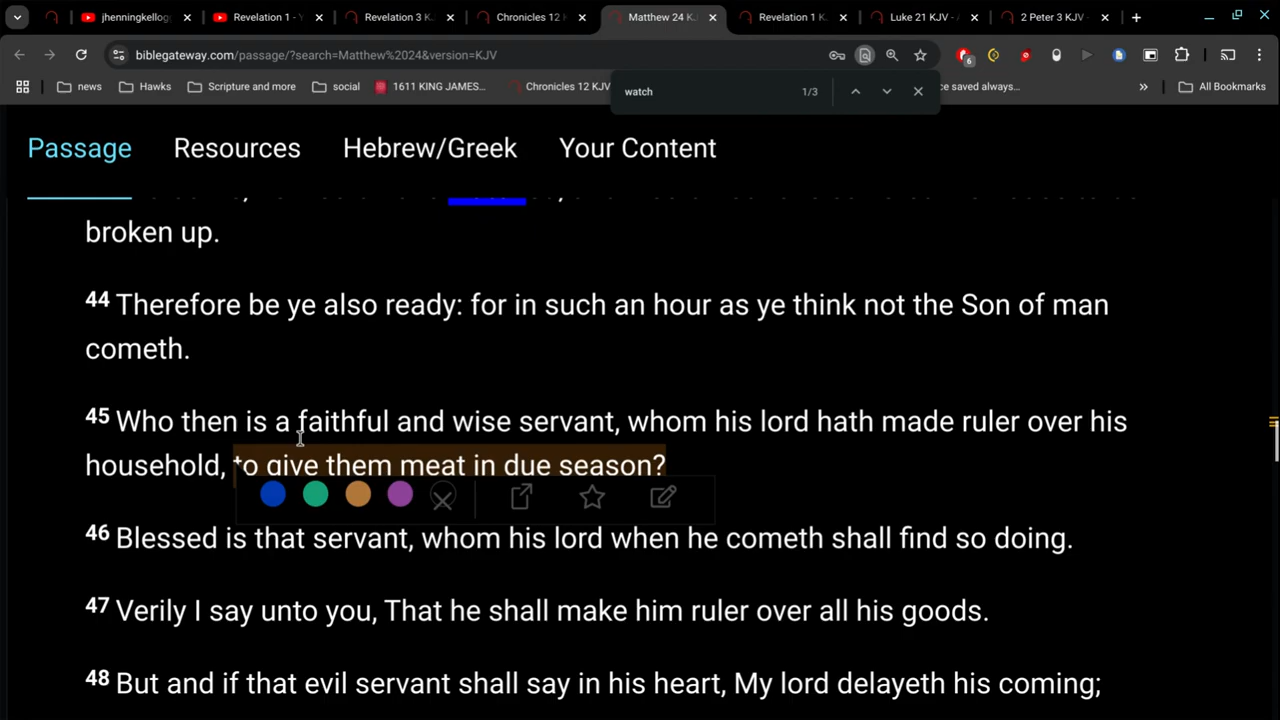 jhenningkellog
Revelation 1 - Y
Revelation 3 K
Chronicles 12 K
Matthew 24 K
Revelation 1 K
Luke 21 KJV - A
2 Peter 3 KJV -
biblegateway.com/passage/?search=Matthew%2024&version=KJV
6
news
Hawks
Scripture and more
social
1611 KING JAMES...
Chronicles 12 KJV
ce saved always...
All Bookmarks
watch
1/3
Passage
Resources
Hebrew/Greek
Your Content
broken up.
44 Therefore be ye also ready: for in such an hour as ye think not the Son of man
cometh.
45 Who then is a faithful and wise servant, whom his lord hath made ruler over his
household, to give them meat in due season?
46 Blessed is that servant, whom his lord when he cometh shall find so doing.
47 Verily I say unto you, That he shall make him ruler over all his goods.
48 But and if that evil servant shall say in his heart, My lord delayeth his coming;